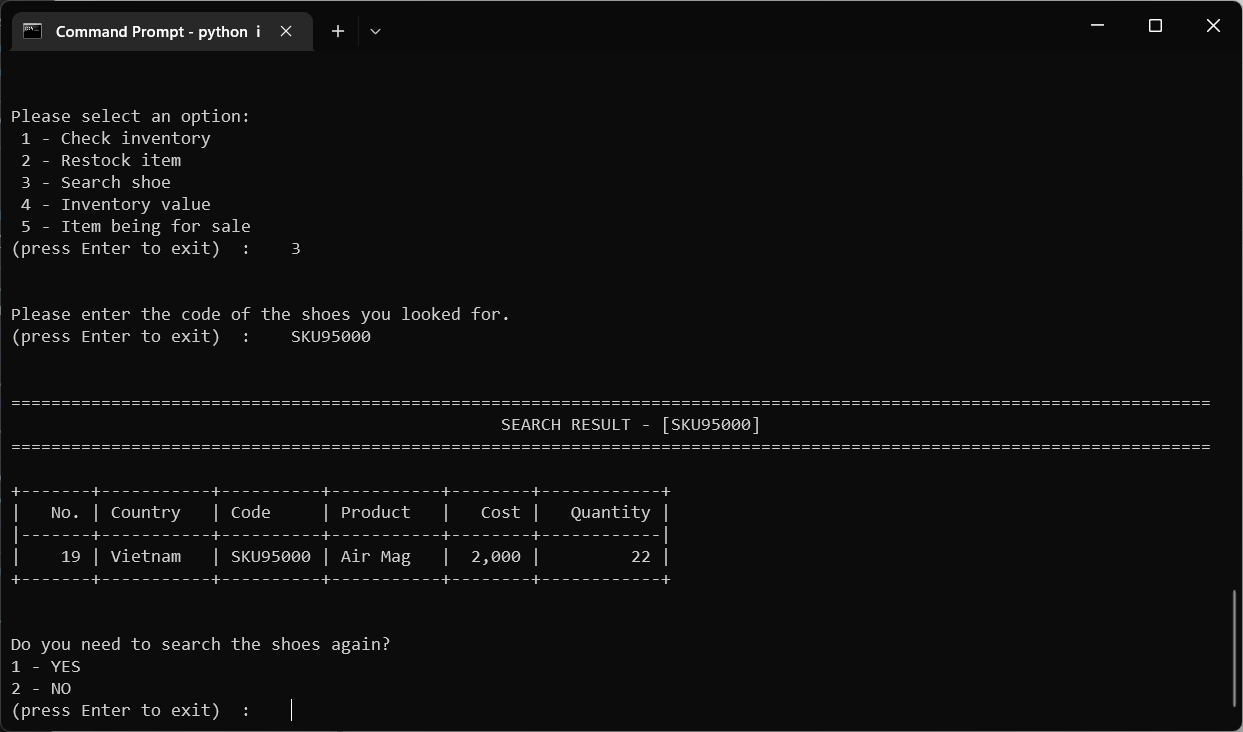 Command Prompt - python i
Please select an option:
 1 - Check inventory
 2 - Restock item
 3 - Search shoe
 4 - Inventory value
 5 - Item being for sale
(press Enter to exit)  :    3
Please enter the code of the shoes you looked for.
(press Enter to exit)  :    SKU95000
========================================================================================================================
                                                 SEARCH RESULT - [SKU95000]
========================================================================================================================
+-------+-----------+----------+-----------+--------+------------+
|   No. | Country   | Code     | Product   |   Cost |   Quantity |
|-------+-----------+----------+-----------+--------+------------|
|    19 | Vietnam   | SKU95000 | Air Mag   |  2,000 |         22 |
+-------+-----------+----------+-----------+--------+------------+
Do you need to search the shoes again?
1 - YES
2 - NO
(press Enter to exit)  :